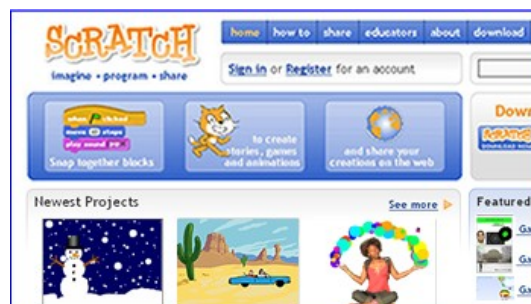 SCRATCH
imagine • program • share
home how to share educators about download
Sign in or Register for an account
when clicked
move 10 steps
play sound
Snap together blocks
to create
stories, games
and animations
and share your
creations on the web
SCRATCH
DOWNLOAD
Newest Projects
See more
Featured